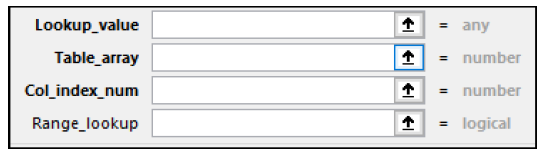 Lookup_value = any
Table_array = number
Col_index_num = number
Range_lookup = logical